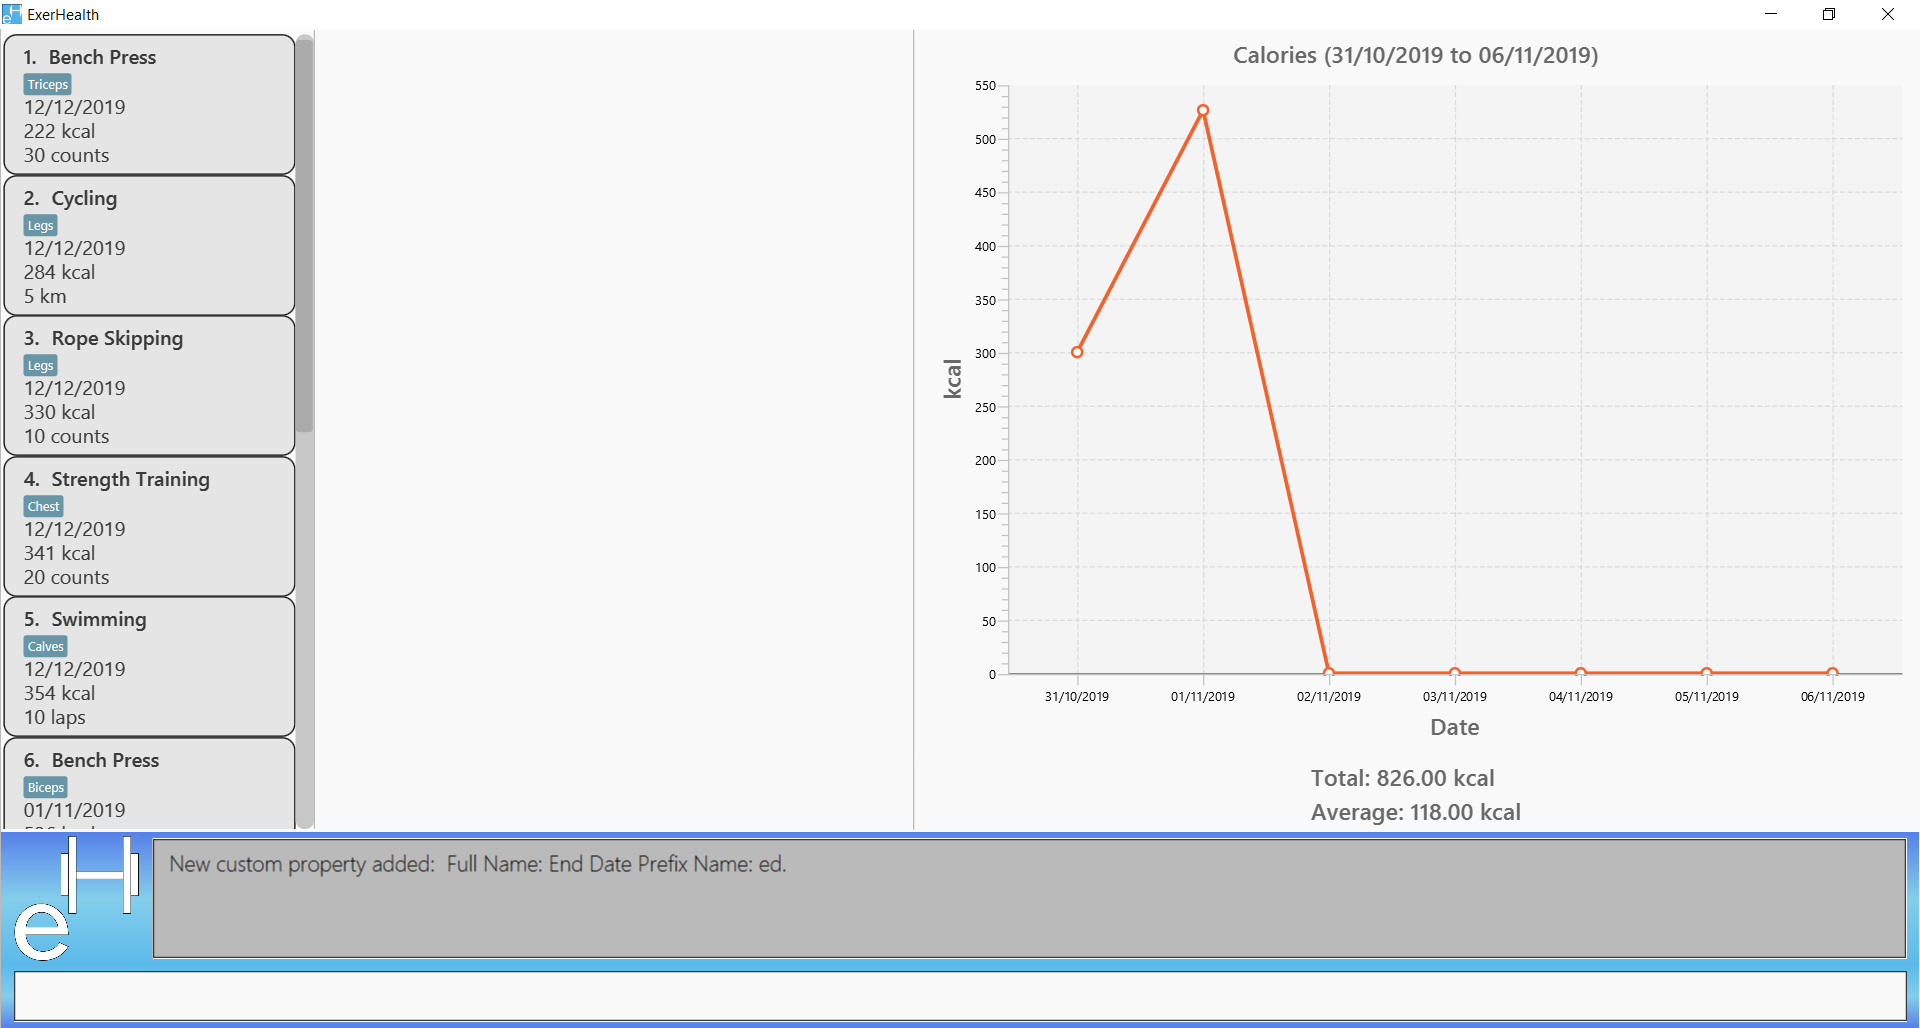 eH ExerHealth
1. Bench Press
Triceps
12/12/2019
222 kcal
30 counts
2. Cycling
Legs
12/12/2019
284 kcal
5 km
3. Rope Skipping
Legs
12/12/2019
330 kcal
10 counts
4. Strength Training
Chest
12/12/2019
341 kcal
20 counts
5. Swimming
Calves
12/12/2019
354 kcal
10 laps
6. Bench Press
Biceps
01/11/2019
Calories (31/10/2019 to 06/11/2019)
kcal
550
500
450
400
350
300
250
200
150
100
50
0
31/10/2019 01/11/2019 02/11/2019 03/11/2019 04/11/2019 05/11/2019 06/11/2019
Date
Total: 826.00 kcal
Average: 118.00 kcal
eH
New custom property added:  Full Name: End Date Prefix Name: ed.